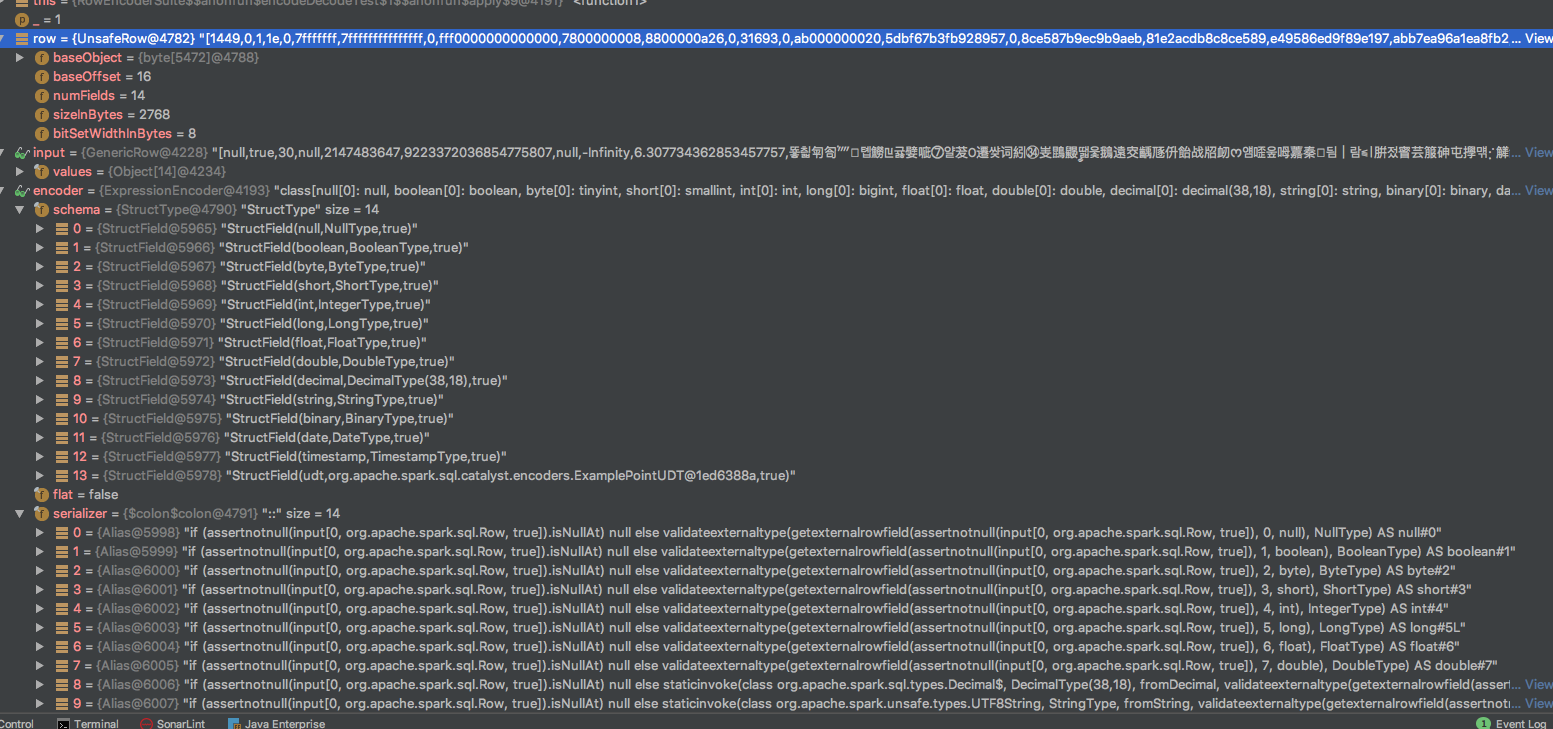 this = {RowEncoderSuite$$anonfun$encodeDecodeTest$1$$anonfun$apply$9@4191} "<function1>"
_ = 1
row = {UnsafeRow@4782} "[1449,0,1,1e,0,7fffffff,7fffffffffffffff,0,fff0000000000000,7800000008,8800000a26,0,31693,0,ab000000020,5dbf67b3fb928957,0,8ce587b9ec9b9aeb,81e2acdb8c8ce589,e49586ed9f89e197,abb7ea96a1ea8fb2... View
baseObject = {byte[5472]@4788}
baseOffset = 16
numFields = 14
sizeInBytes = 2768
bitSetWidthInBytes = 8
input = {GenericRow@4228} "[null,true,30,null,2147483647,9223372036854775807,null,-Infinity,6.307734362853457757, ... View
values = {Object[14]@4234}
encoder = {ExpressionEncoder@4193} "class[null[0]: null, boolean[0]: boolean, byte[0]: tinyint, short[0]: smallint, int[0]: int, long[0]: bigint, float[0]: float, double[0]: double, decimal[0]: decimal(38,18), string[0]: string, binary[0]: binary, da... View
schema = {StructType@4790} "StructType" size = 14
0 = {StructField@5965} "StructField(null,NullType,true)"
1 = {StructField@5966} "StructField(boolean,BooleanType,true)"
2 = {StructField@5967} "StructField(byte,ByteType,true)"
3 = {StructField@5968} "StructField(short,ShortType,true)"
4 = {StructField@5969} "StructField(int,IntegerType,true)"
5 = {StructField@5970} "StructField(long,LongType,true)"
6 = {StructField@5971} "StructField(float,FloatType,true)"
7 = {StructField@5972} "StructField(double,DoubleType,true)"
8 = {StructField@5973} "StructField(decimal,DecimalType(38,18),true)"
9 = {StructField@5974} "StructField(string,StringType,true)"
10 = {StructField@5975} "StructField(binary,BinaryType,true)"
11 = {StructField@5976} "StructField(date,DateType,true)"
12 = {StructField@5977} "StructField(timestamp,TimestampType,true)"
13 = {StructField@5978} "StructField(udt,org.apache.spark.sql.catalyst.encoders.ExamplePointUDT@1ed6388a,true)"
flat = false
serializer = {$colon$colon@4791} "::" size = 14
0 = {Alias@5998} "if (assertnotnull(input[0, org.apache.spark.sql.Row, true]).isNullAt) null else validateexternaltype(getexternalrowfield(assertnotnull(input[0, org.apache.spark.sql.Row, true]), 0, null), NullType) AS null#0"
1 = {Alias@5999} "if (assertnotnull(input[0, org.apache.spark.sql.Row, true]).isNullAt) null else validateexternaltype(getexternalrowfield(assertnotnull(input[0, org.apache.spark.sql.Row, true]), 1, boolean), BooleanType) AS boolean#1"
2 = {Alias@6000} "if (assertnotnull(input[0, org.apache.spark.sql.Row, true]).isNullAt) null else validateexternaltype(getexternalrowfield(assertnotnull(input[0, org.apache.spark.sql.Row, true]), 2, byte), ByteType) AS byte#2"
3 = {Alias@6001} "if (assertnotnull(input[0, org.apache.spark.sql.Row, true]).isNullAt) null else validateexternaltype(getexternalrowfield(assertnotnull(input[0, org.apache.spark.sql.Row, true]), 3, short), ShortType) AS short#3"
4 = {Alias@6002} "if (assertnotnull(input[0, org.apache.spark.sql.Row, true]).isNullAt) null else validateexternaltype(getexternalrowfield(assertnotnull(input[0, org.apache.spark.sql.Row, true]), 4, int), IntegerType) AS int#4"
5 = {Alias@6003} "if (assertnotnull(input[0, org.apache.spark.sql.Row, true]).isNullAt) null else validateexternaltype(getexternalrowfield(assertnotnull(input[0, org.apache.spark.sql.Row, true]), 5, long), LongType) AS long#5L"
6 = {Alias@6004} "if (assertnotnull(input[0, org.apache.spark.sql.Row, true]).isNullAt) null else validateexternaltype(getexternalrowfield(assertnotnull(input[0, org.apache.spark.sql.Row, true]), 6, float), FloatType) AS float#6"
7 = {Alias@6005} "if (assertnotnull(input[0, org.apache.spark.sql.Row, true]).isNullAt) null else validateexternaltype(getexternalrowfield(assertnotnull(input[0, org.apache.spark.sql.Row, true]), 7, double), DoubleType) AS double#7"
8 = {Alias@6006} "if (assertnotnull(input[0, org.apache.spark.sql.Row, true]).isNullAt) null else staticinvoke(class org.apache.spark.sql.types.Decimal$, DecimalType(38,18), fromDecimal, validateexternaltype(getexternalrowfield(assert... View
9 = {Alias@6007} "if (assertnotnull(input[0, org.apache.spark.sql.Row, true]).isNullAt) null else staticinvoke(class org.apache.spark.unsafe.types.UTF8String, StringType, fromString, validateexternaltype(getexternalrowfield(assertnot... View
Control Terminal SonarLint Java Enterprise 1 Event Log